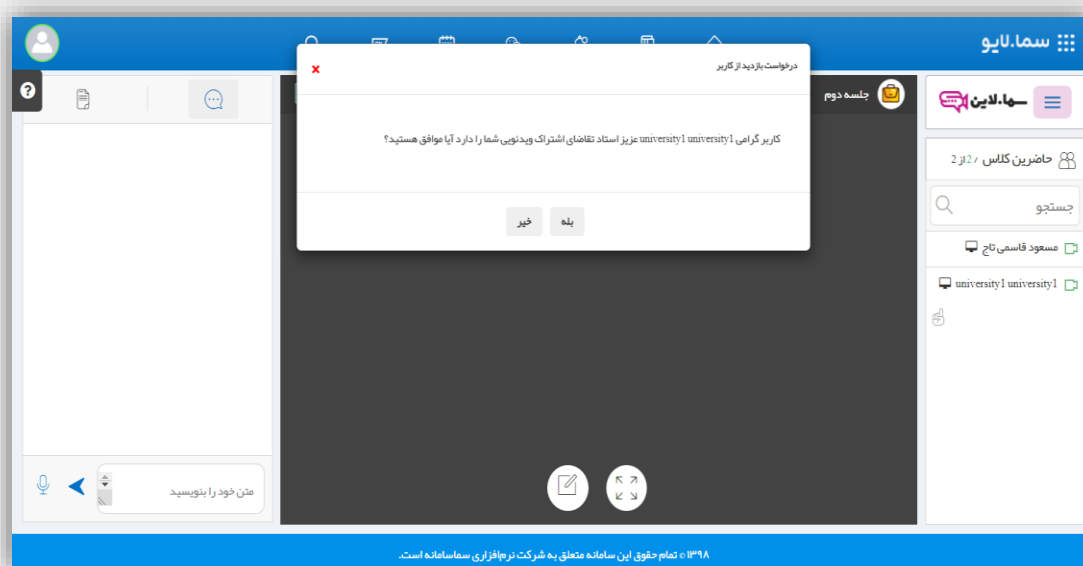 سما.لایو
درخواست بازدید از کاربر
کاربر گرامی university1 university1 عزیز استاد تقاضای اشتراک ویدئویی شما را دارد آیا موافق هستید؟
بله
خیر
سما.لاین
جلسه دوم
حاضرین کلاس / 2 از 2
جستجو
مسعود قاسمی تاج
university1 university1
متن خود را بنویسید
۱۳۹۸ © تمام حقوق این سامانه متعلق به شرکت نرم‌افزاری سماسامانه است.